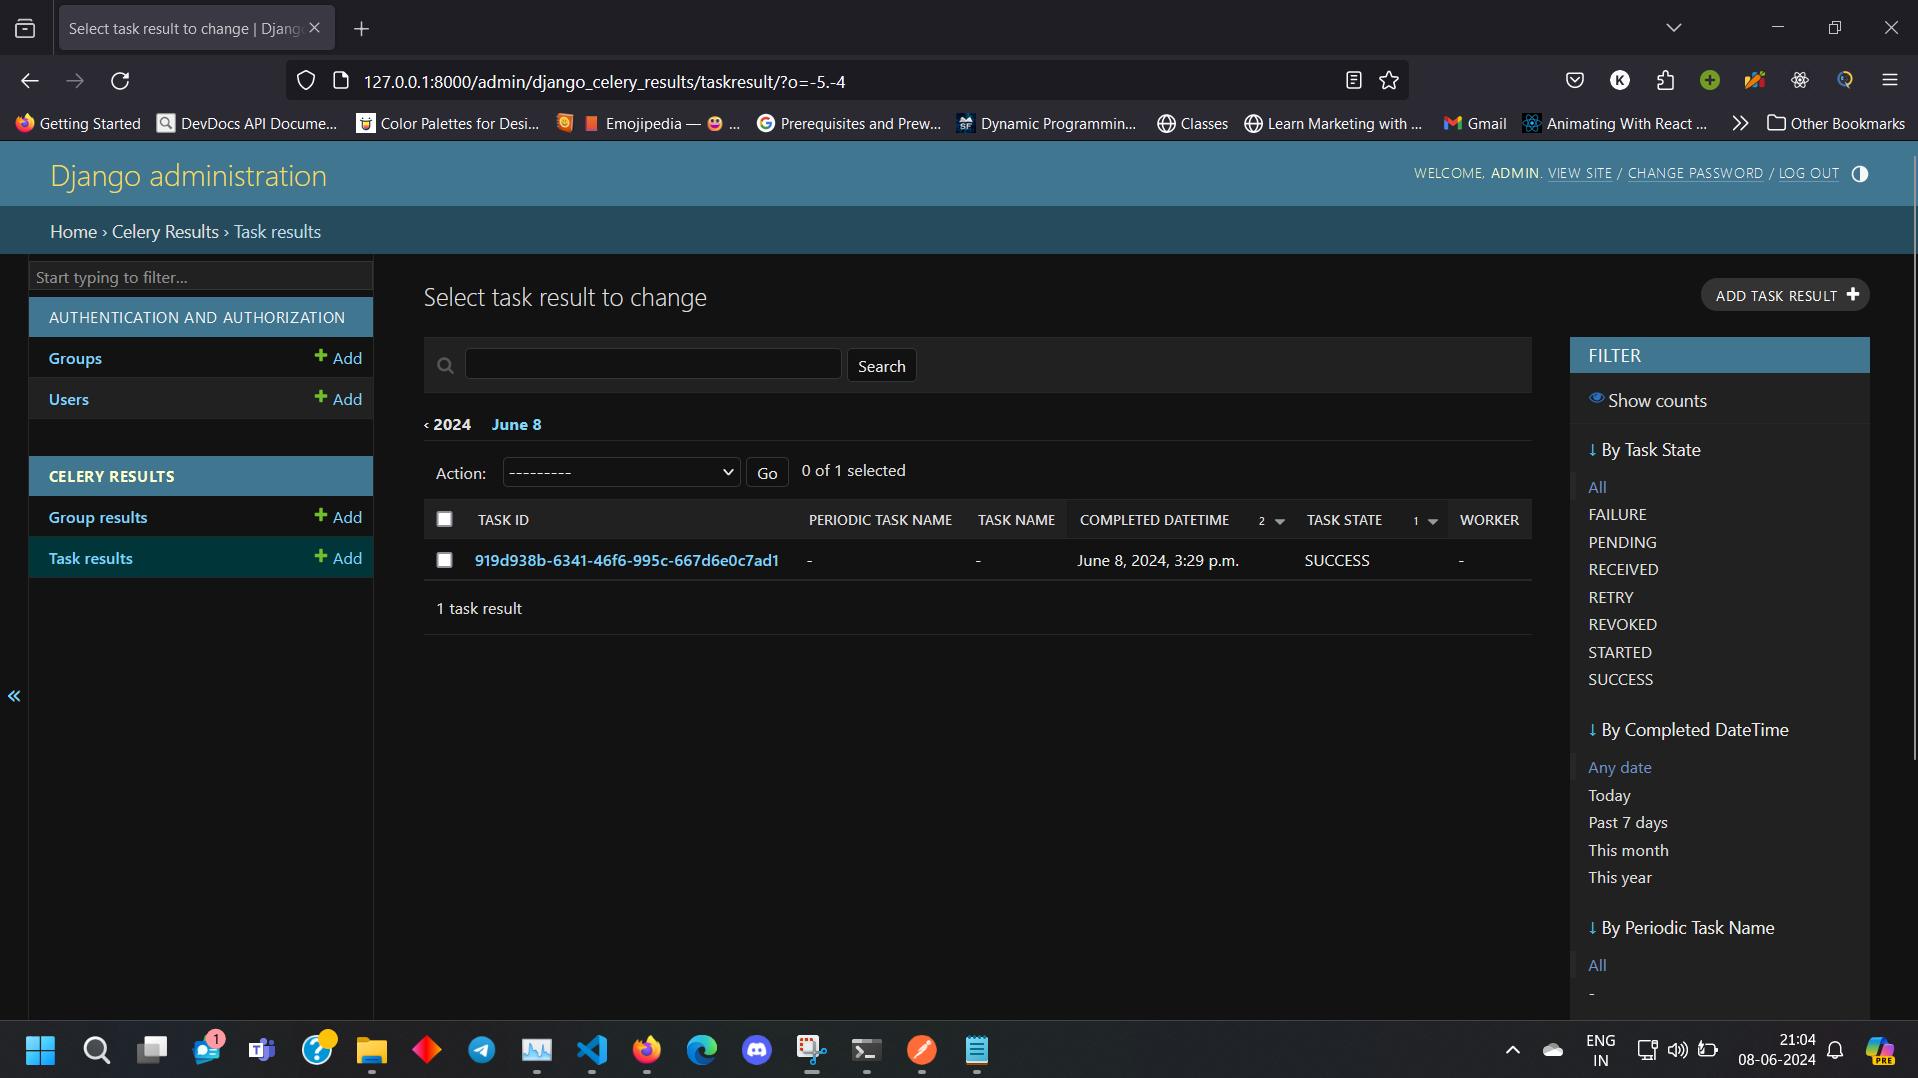 Select task result to change | Django
127.0.0.1:8000/admin/django_celery_results/taskresult/?o=-5.-4
K
Getting Started
DevDocs API Docume...
Color Palettes for Desi...
Emojipedia — 😃 ...
Prerequisites and Prew...
Dynamic Programmin...
Classes
Learn Marketing with ...
Gmail
Animating With React ...
Other Bookmarks
Django administration
WELCOME, ADMIN. VIEW SITE / CHANGE PASSWORD / LOG OUT
Home › Celery Results › Task results
Start typing to filter...
AUTHENTICATION AND AUTHORIZATION
Groups
Add
Users
Add
CELERY RESULTS
Group results
Add
Task results
Add
«
Select task result to change
ADD TASK RESULT +
Search
‹ 2024 June 8
Action: --------- Go 0 of 1 selected
TASK ID PERIODIC TASK NAME TASK NAME COMPLETED DATETIME 2 TASK STATE 1 WORKER
919d938b-6341-46f6-995c-667d6e0c7ad1 - - June 8, 2024, 3:29 p.m. SUCCESS -
1 task result
FILTER
Show counts
↓ By Task State
All
FAILURE
PENDING
RECEIVED
RETRY
REVOKED
STARTED
SUCCESS
↓ By Completed DateTime
Any date
Today
Past 7 days
This month
This year
↓ By Periodic Task Name
All
-
1
ENG
IN
21:04
08-06-2024
PRE